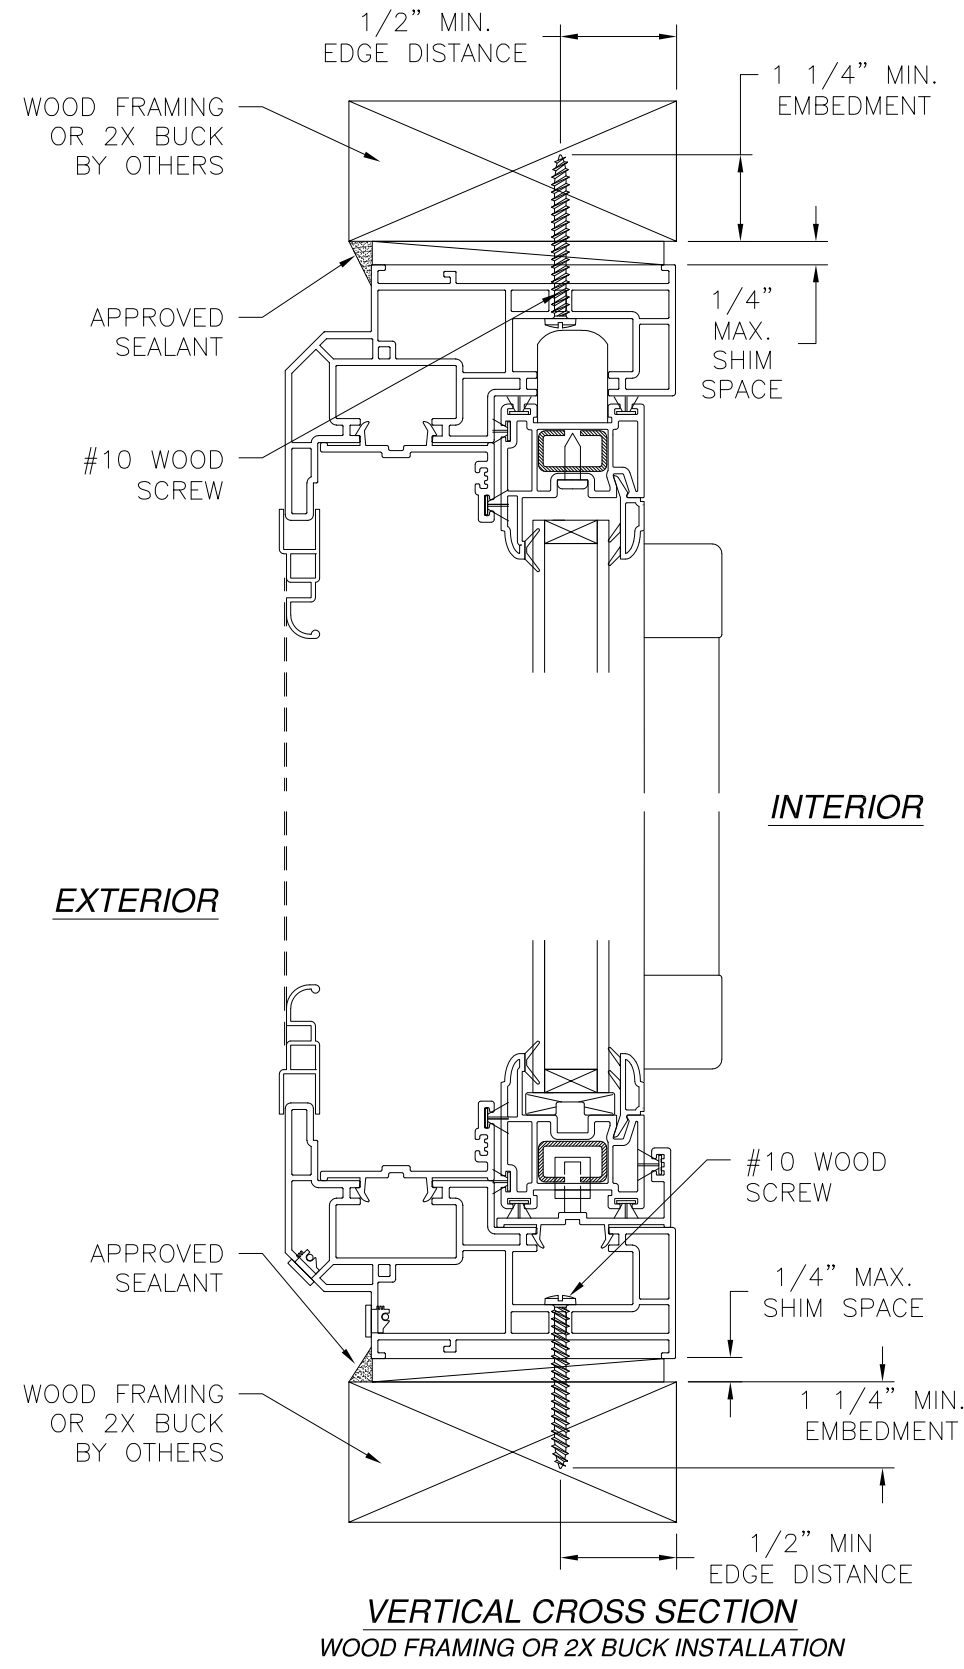 1/2” MIN.
EDGE DISTANCE
1 1/4” MIN.
EMBEDMENT
WOOD FRAMING
OR 2X BUCK
BY OTHERS
APPROVED
SEALANT
1/4”
MAX.
SHIM
SPACE
#10 WOOD
SCREW
INTERIOR
EXTERIOR
#10 WOOD
SCREW
APPROVED
SEALANT
1/4” MAX.
SHIM SPACE
WOOD FRAMING
OR 2X BUCK
BY OTHERS
1 1/4” MIN.
EMBEDMENT
1/2” MIN
EDGE DISTANCE
VERTICAL CROSS SECTION
WOOD FRAMING OR 2X BUCK INSTALLATION